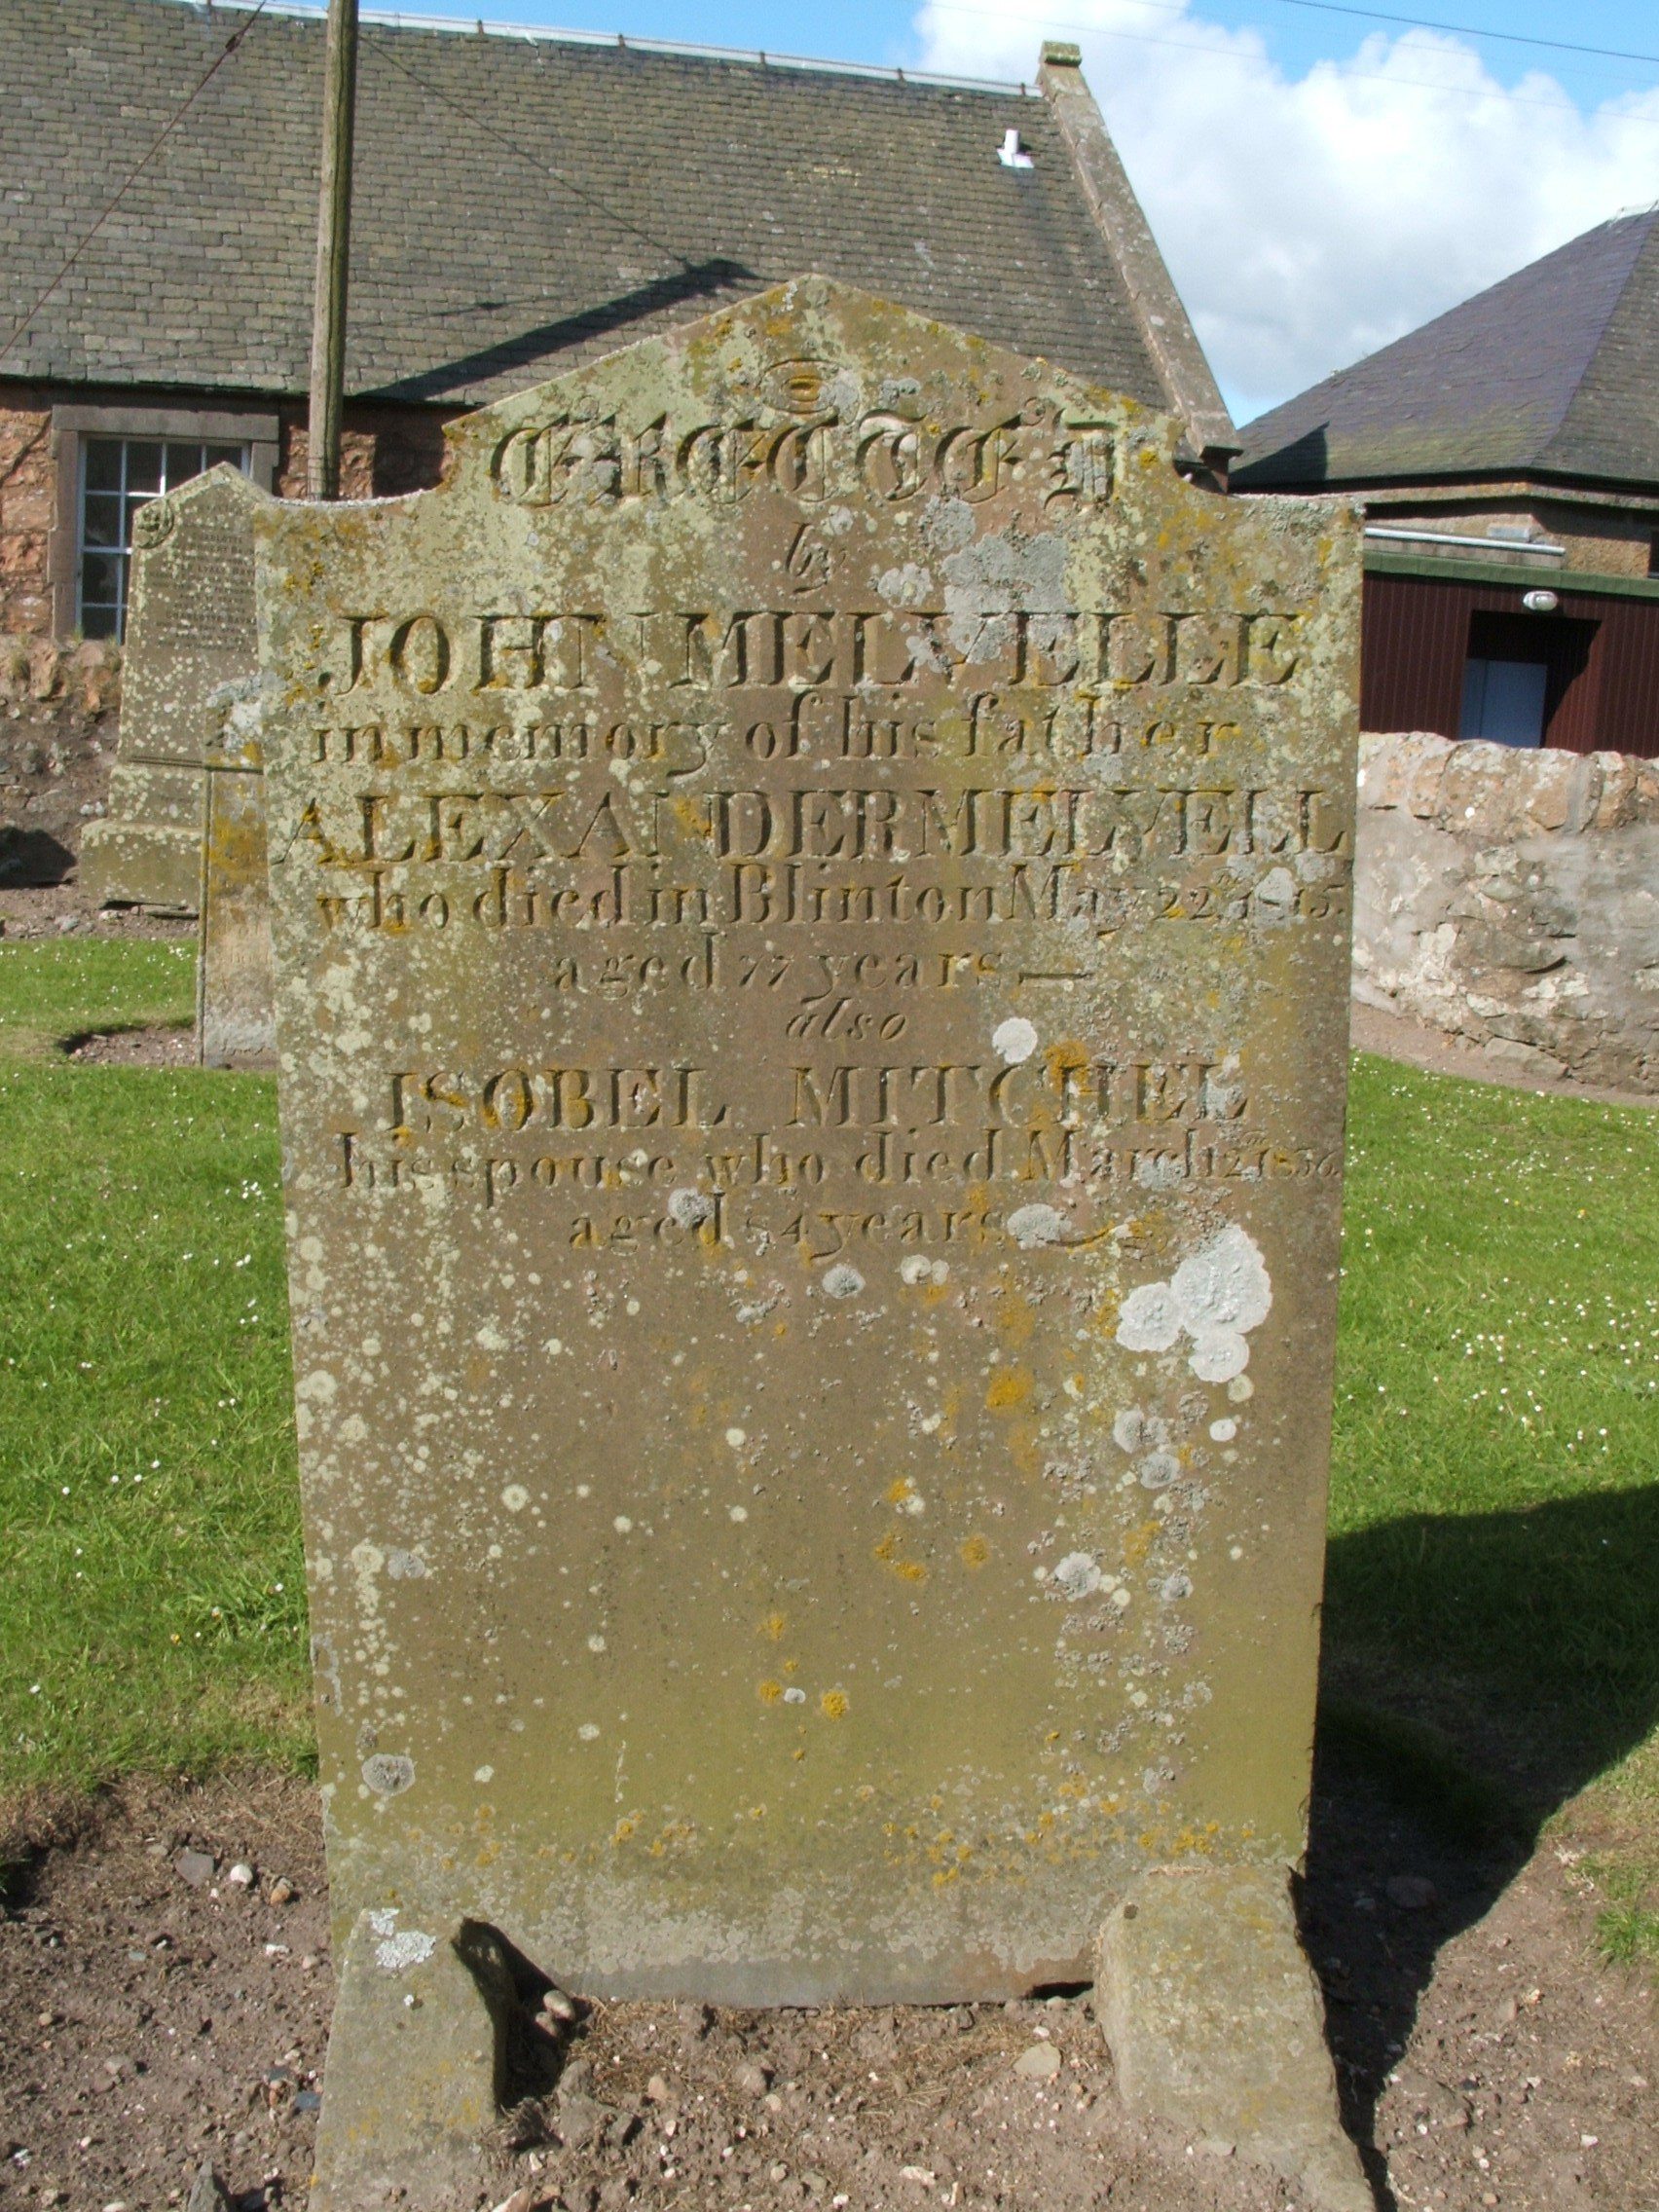 ERECTED
by
JOHN MELVELLE
in memory of his father
ALEXANDER MELVELL
who died in Blinton May 22nd 1815.
aged 77 years
also
ISOBEL MITCHEL
his spouse who died March 12th 1836.
aged 84 years